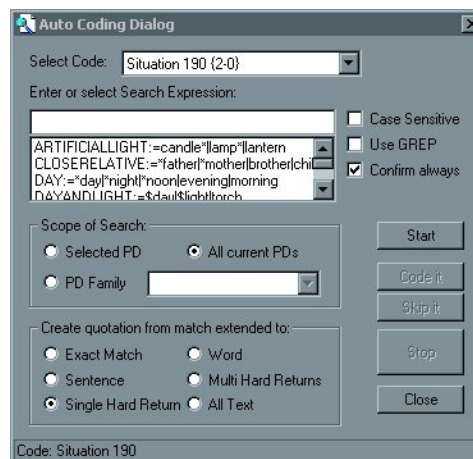 Auto Coding Dialog
Select Code: Situation 190 {2-0}
Enter or select Search Expression:
Case Sensitive
ARTIFICIALLIGHT:=candle*|lamp*|lantern
CLOSERELATIVE:=*father|*mother|brother|chil
Use GREP
DAY:=*day|*night|*noon|evening|morning
Confirm always
DAYANDLIGHT:=$day|$light|torch
Scope of Search:
Selected PD All current PDs
PD Family
Start
Code it
Skip it
Create quotation from match extended to:
Exact Match Word
Stop
Sentence Multi Hard Returns
Single Hard Return All Text
Close
Code: Situation 190